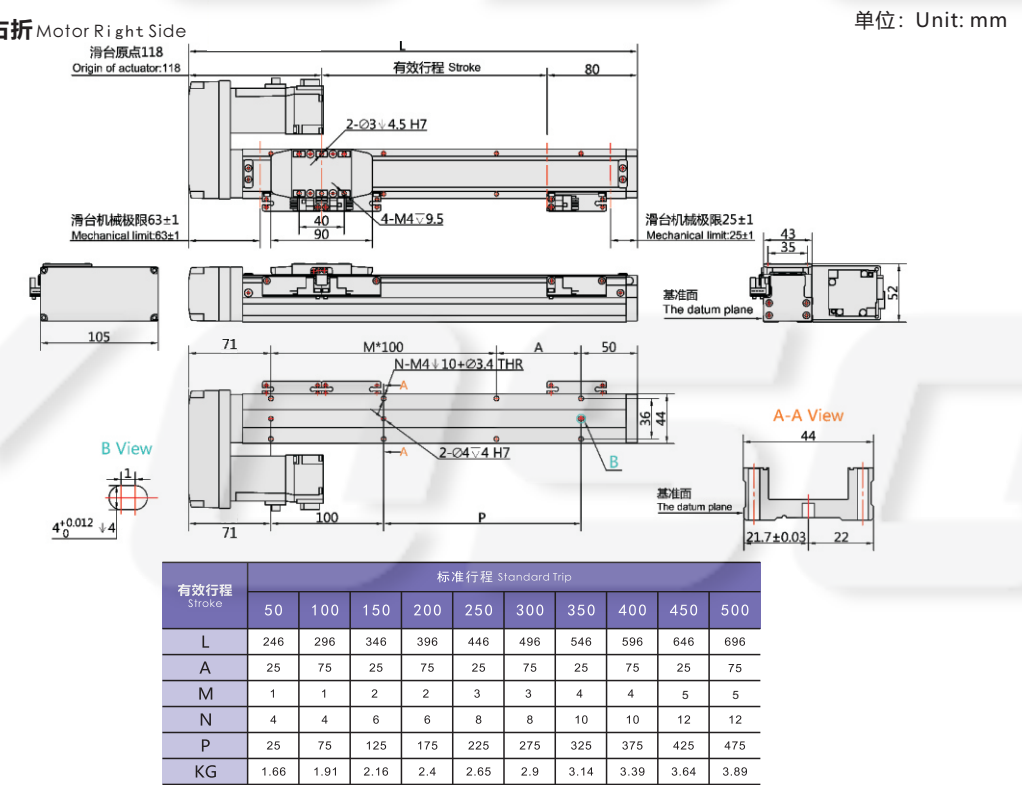 右折 Motor Right Side
单位：Unit: mm
滑台原点118
Origin of actuator:118
L
有效行程 Stroke
80
2-∅3↓4.5 H7
4-M4▽9.5
滑台机械极限63±1
Mechanical limit:63±1
40
90
滑台机械极限25±1
Mechanical limit:25±1
43
35
基准面
The datum plane
52
105
71
M*100
A
50
N-M4↓10+∅3.4 THR
A
A
2-∅4▽4 H7
B
36
44
71
100
P
B View
1
4 +0.012 0 ↓4
A-A View
44
基准面
The datum plane
21.7±0.03
22
有效行程 Stroke
标准行程 Standard Trip
50 100 150 200 250 300 350 400 450 500
L 246 296 346 396 446 496 546 596 646 696
A 25 75 25 75 25 75 25 75 25 75
M 1 1 2 2 3 3 4 4 5 5
N 4 4 6 6 8 8 10 10 12 12
P 25 75 125 175 225 275 325 375 425 475
KG 1.66 1.91 2.16 2.4 2.65 2.9 3.14 3.39 3.64 3.89